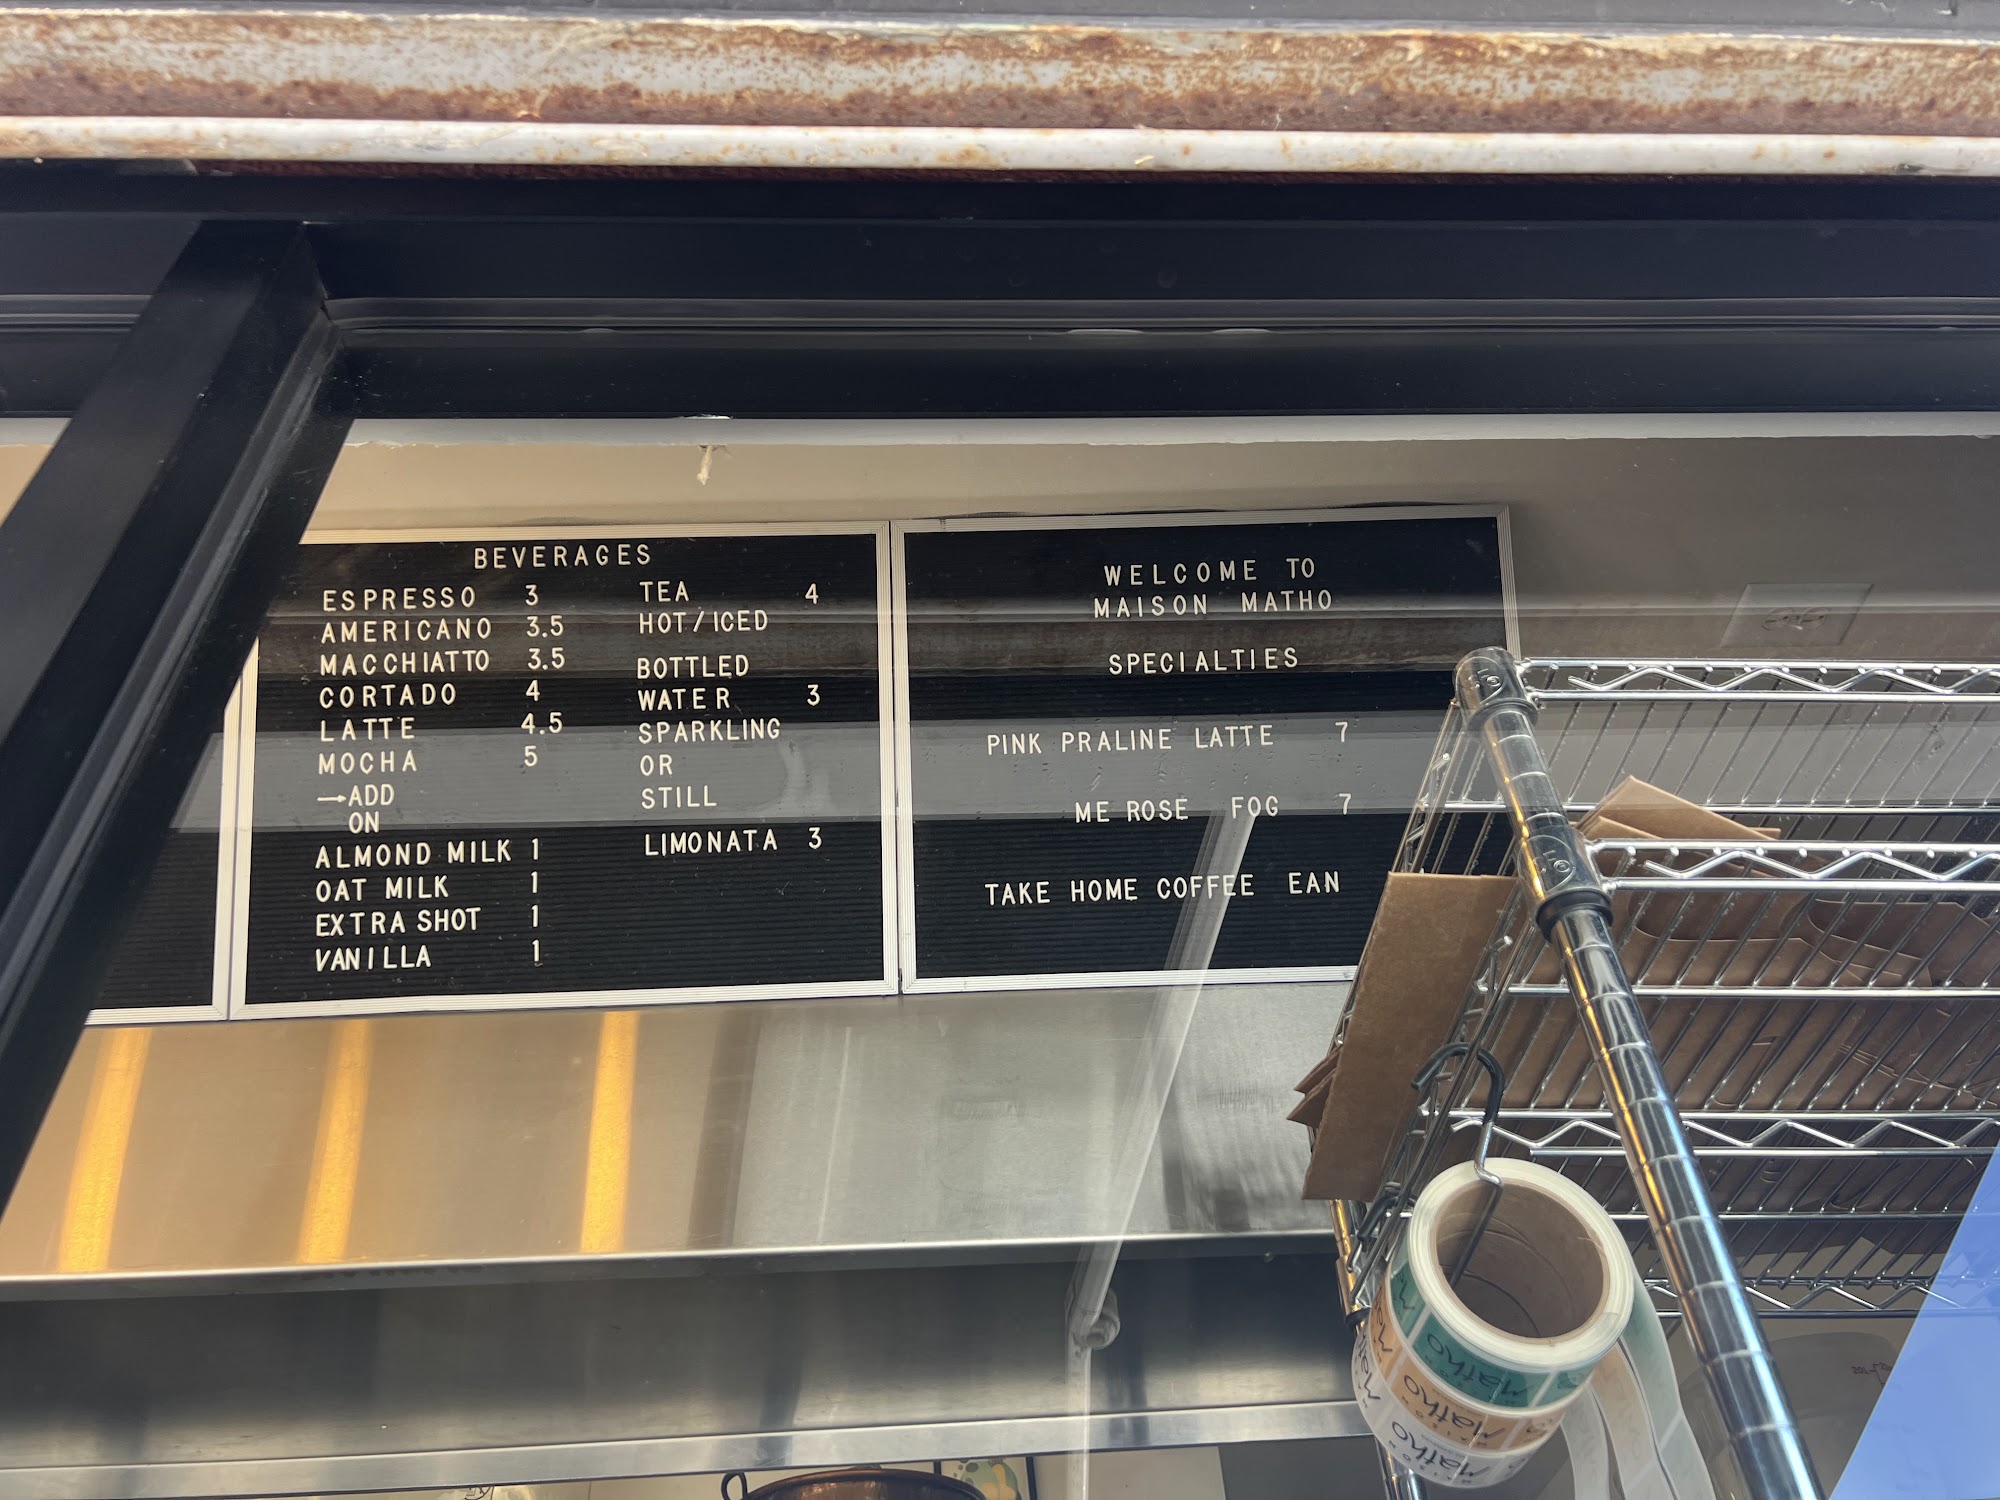 BEVERAGES
ESPRESSO 3
AMERICANO 3.5
MACCHIATTO 3.5
CORTADO 4
LATTE 4.5
MOCHA 5
→ADD
ON
ALMOND MILK 1
OAT MILK 1
EXTRA SHOT 1
VANILLA 1
TEA 4
HOT/ICED
BOTTLED
WATER 3
SPARKLING
OR
STILL
LIMONATA 3
WELCOME TO
MAISON MATHO
SPECIALTIES
PINK PRALINE LATTE 7
ME ROSE FOG 7
TAKE HOME COFFEE EAN
Matho
Matho
Matho